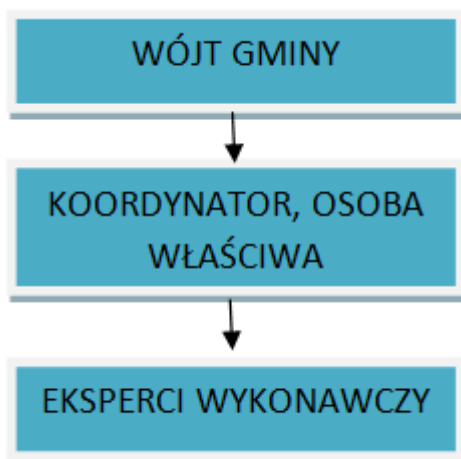 WÓJT GMINY
KOORDYNATOR, OSOBA
WŁAŚCIWA
EKSPERCI WYKONAWCZY